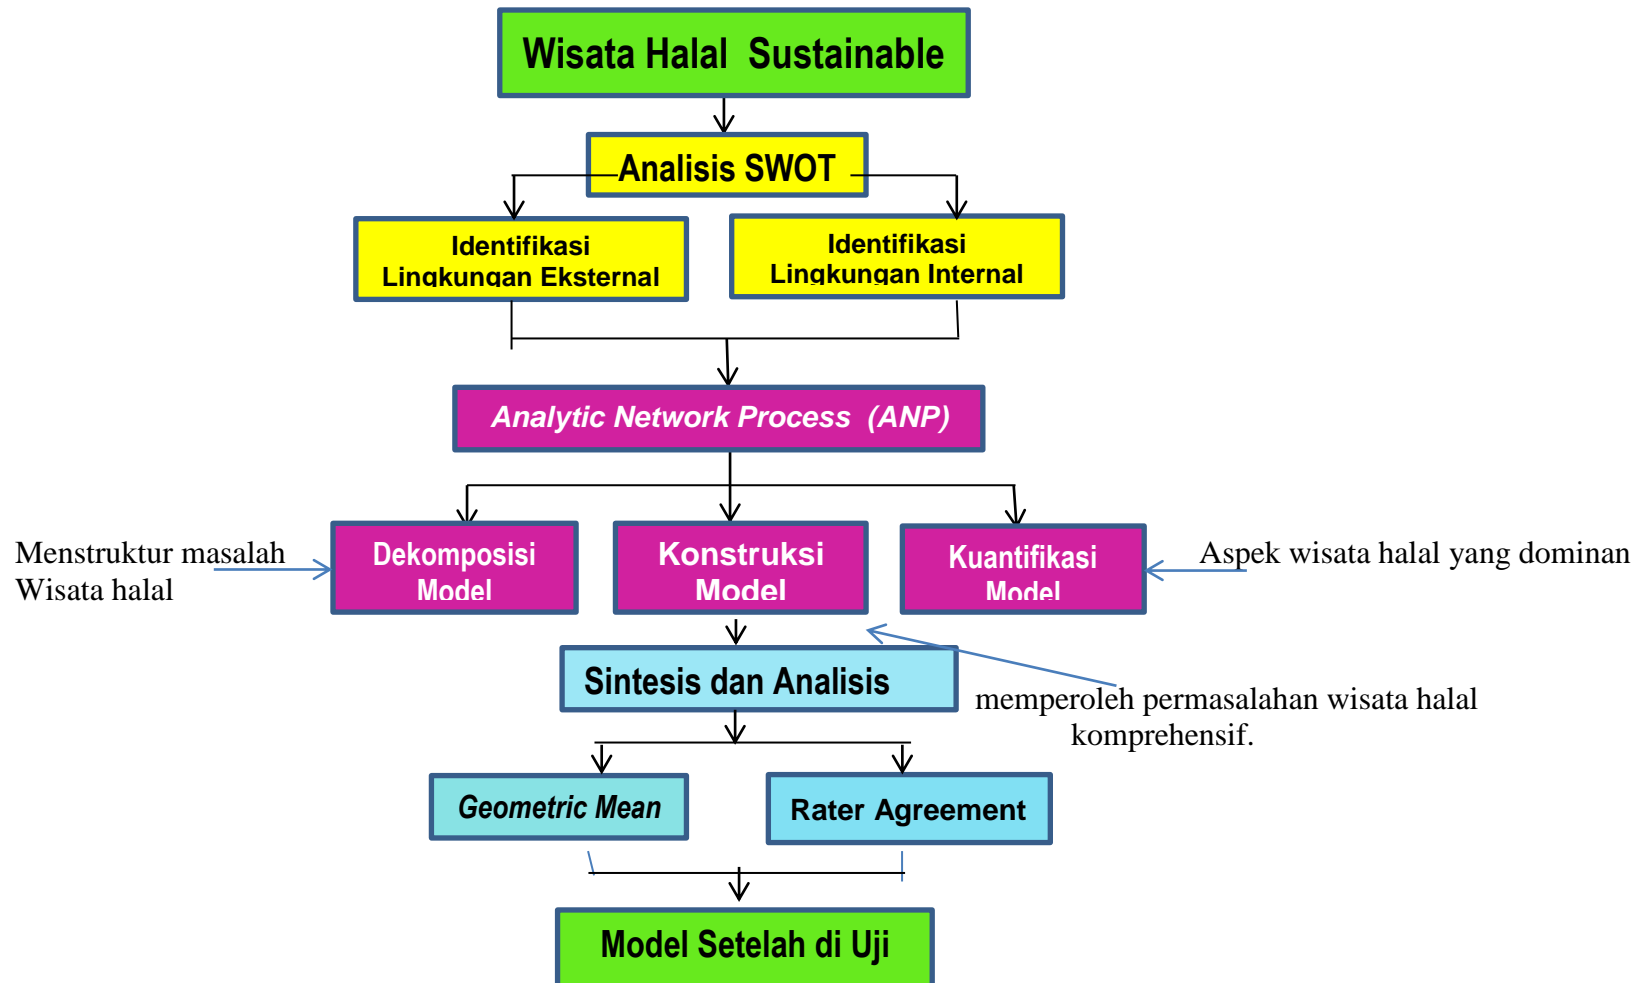 Wisata Halal Sustainable
Analisis SWOT
Identifikasi
Lingkungan Eksternal
Identifikasi
Lingkungan Internal
Analytic Network Process (ANP)
Menstruktur masalah
Wisata halal
Dekomposisi
Model
Konstruksi
Model
Kuantifikasi
Model
Aspek wisata halal yang dominan
Sintesis dan Analisis
memperoleh permasalahan wisata halal
komprehensif.
Geometric Mean
Rater Agreement
Model Setelah di Uji